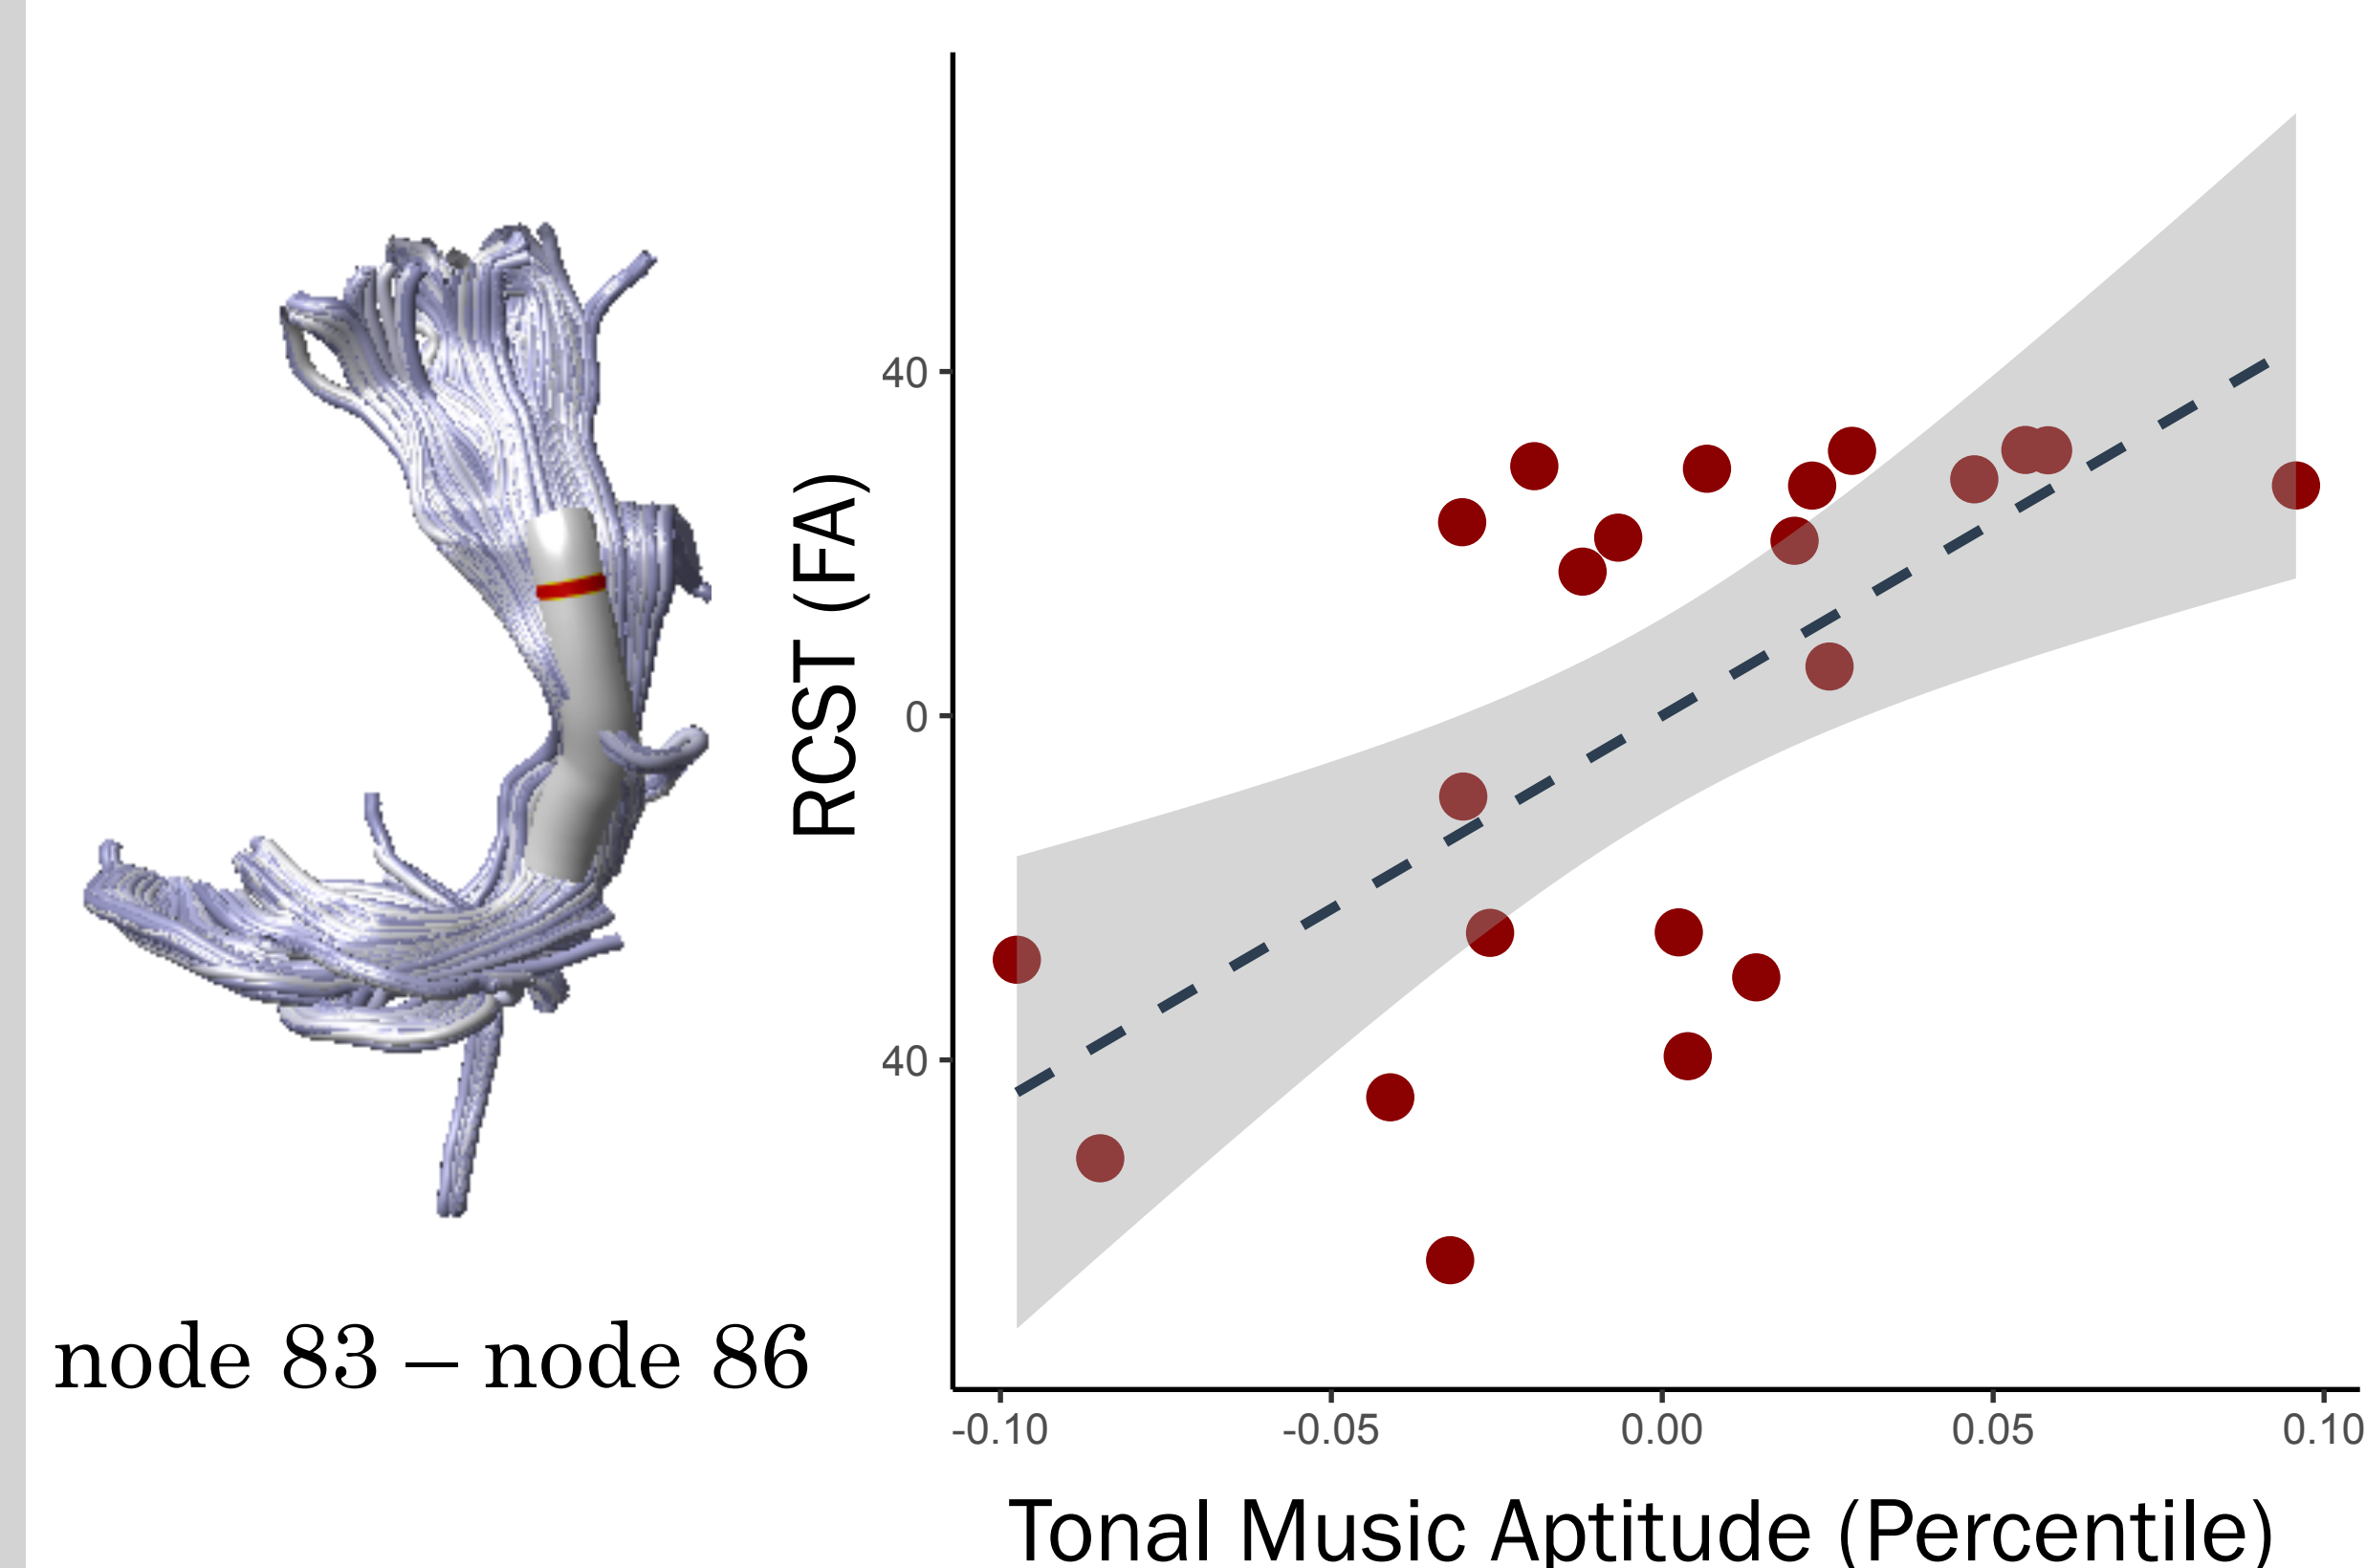 RCST (FA)
40
0
40
node 83 – node 86
-0.10 -0.05 0.00 0.05 0.10
Tonal Music Aptitude (Percentile)